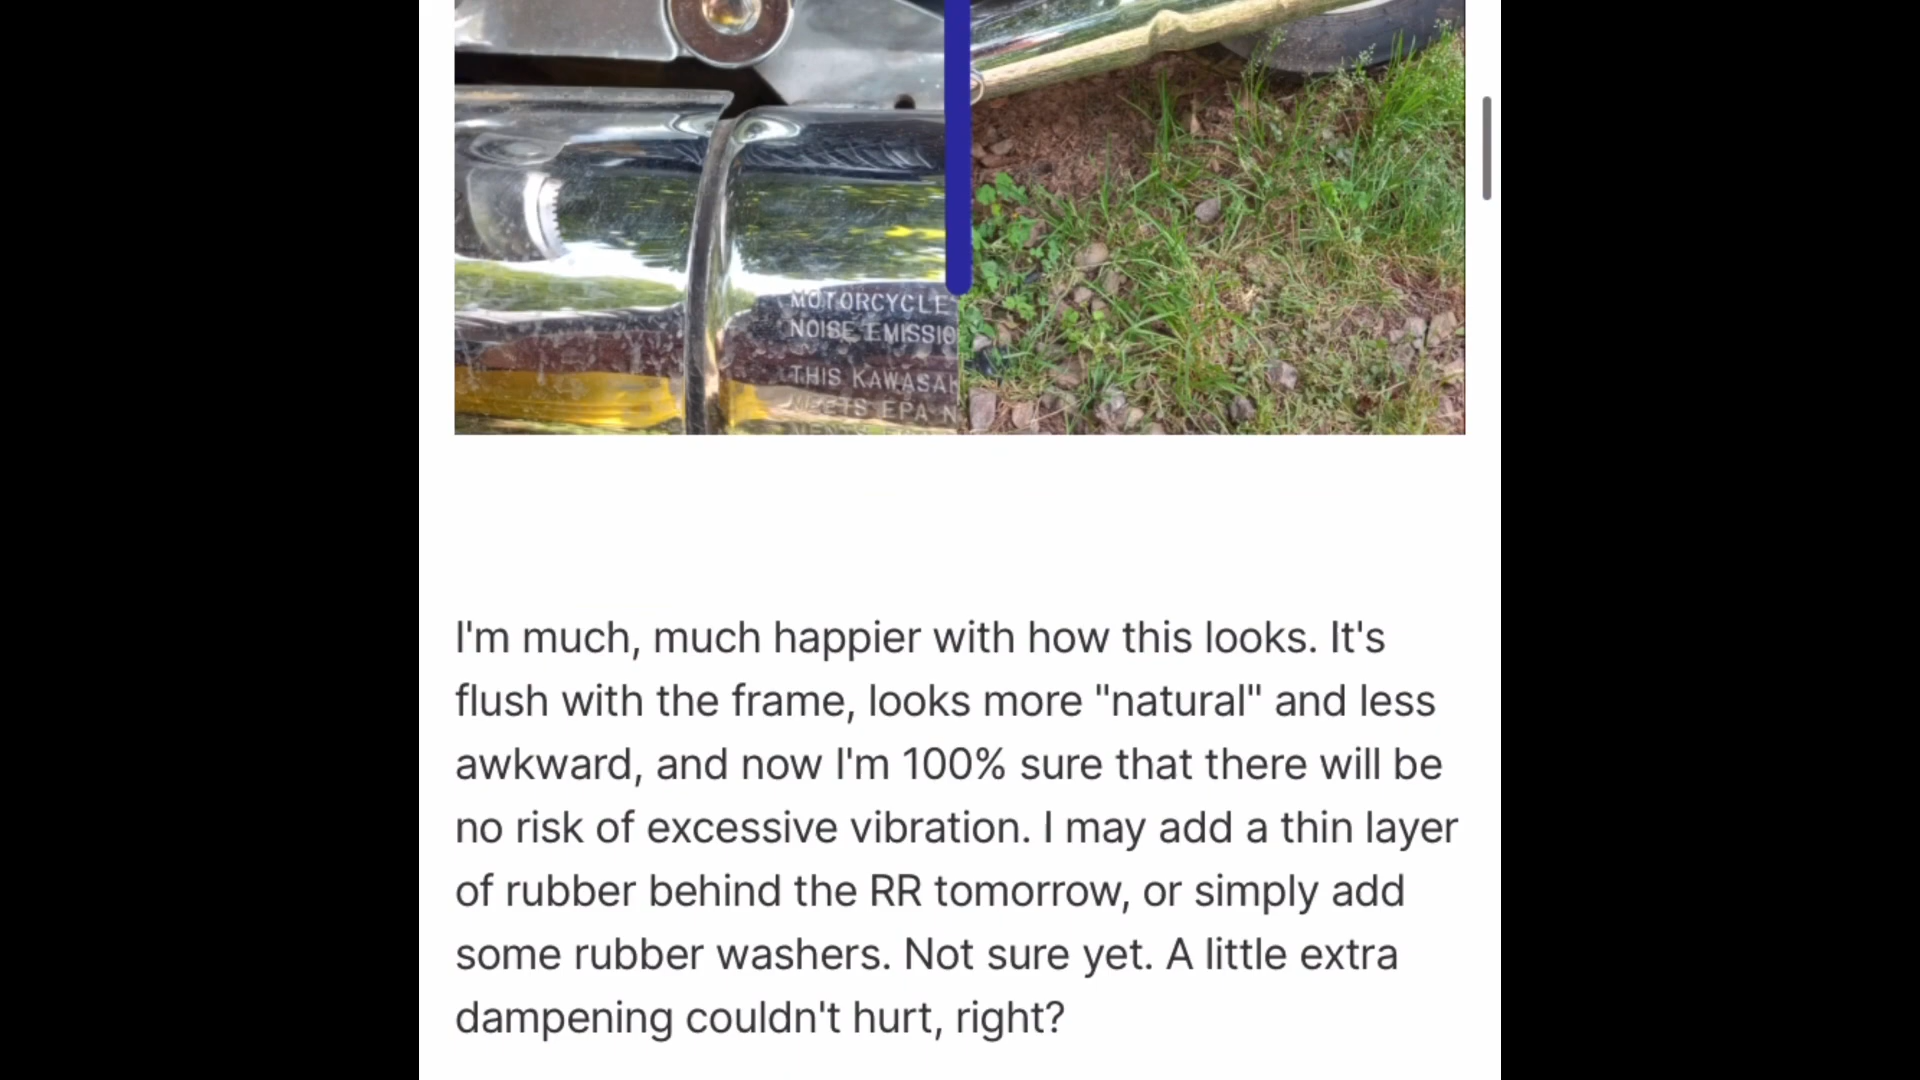 MOTORCYCLE
NOISE EMISSIO
THIS KAWASAK
MEETS EPA N
I'm much, much happier with how this looks. It's
flush with the frame, looks more "natural" and less
awkward, and now I'm 100% sure that there will be
no risk of excessive vibration. I may add a thin layer
of rubber behind the RR tomorrow, or simply add
some rubber washers. Not sure yet. A little extra
dampening couldn't hurt, right?